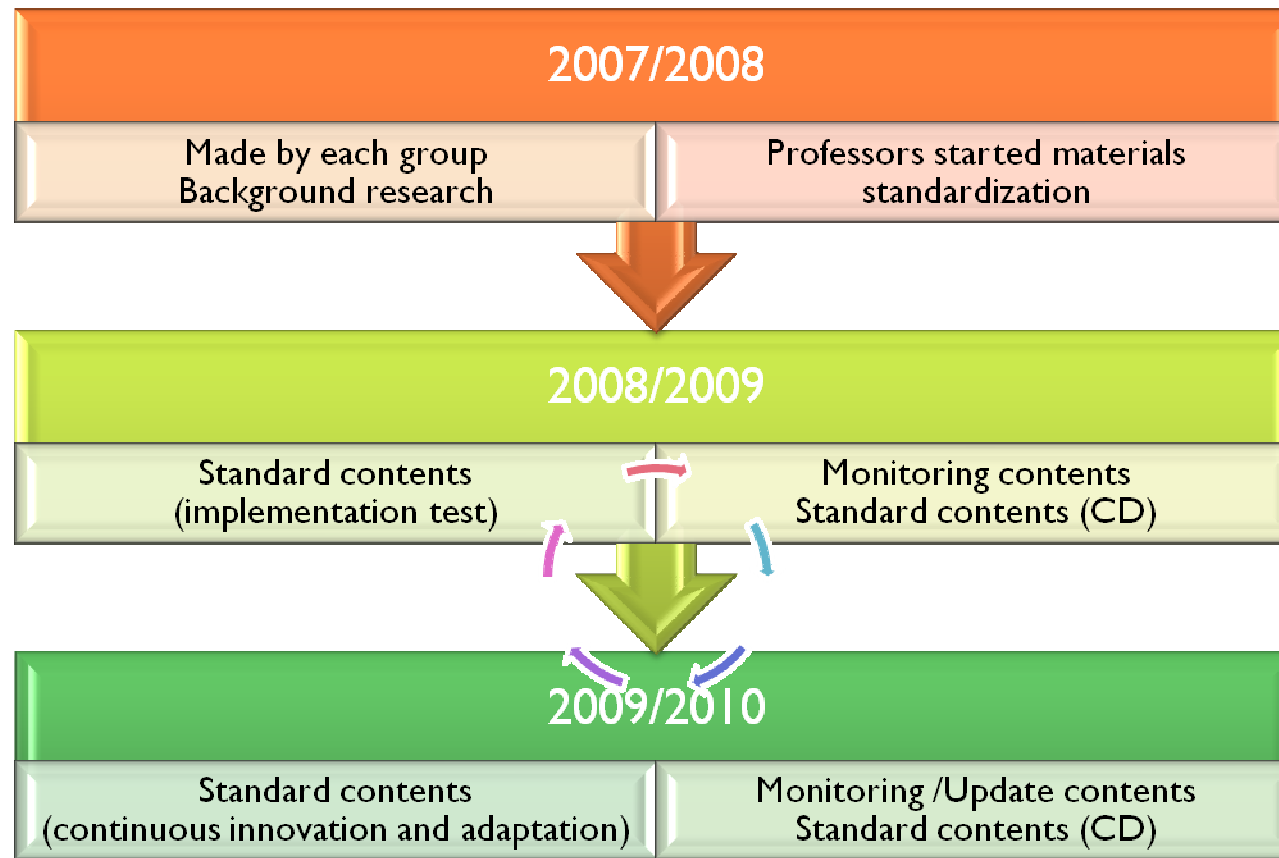 2007/2008
Made by each group
Background research
Professors started materials
standardization
2008/2009
Standard contents
(implementation test)
Monitoring contents
Standard contents (CD)
2009/2010
Standard contents
(continuous innovation and adaptation)
Monitoring /Update contents
Standard contents (CD)